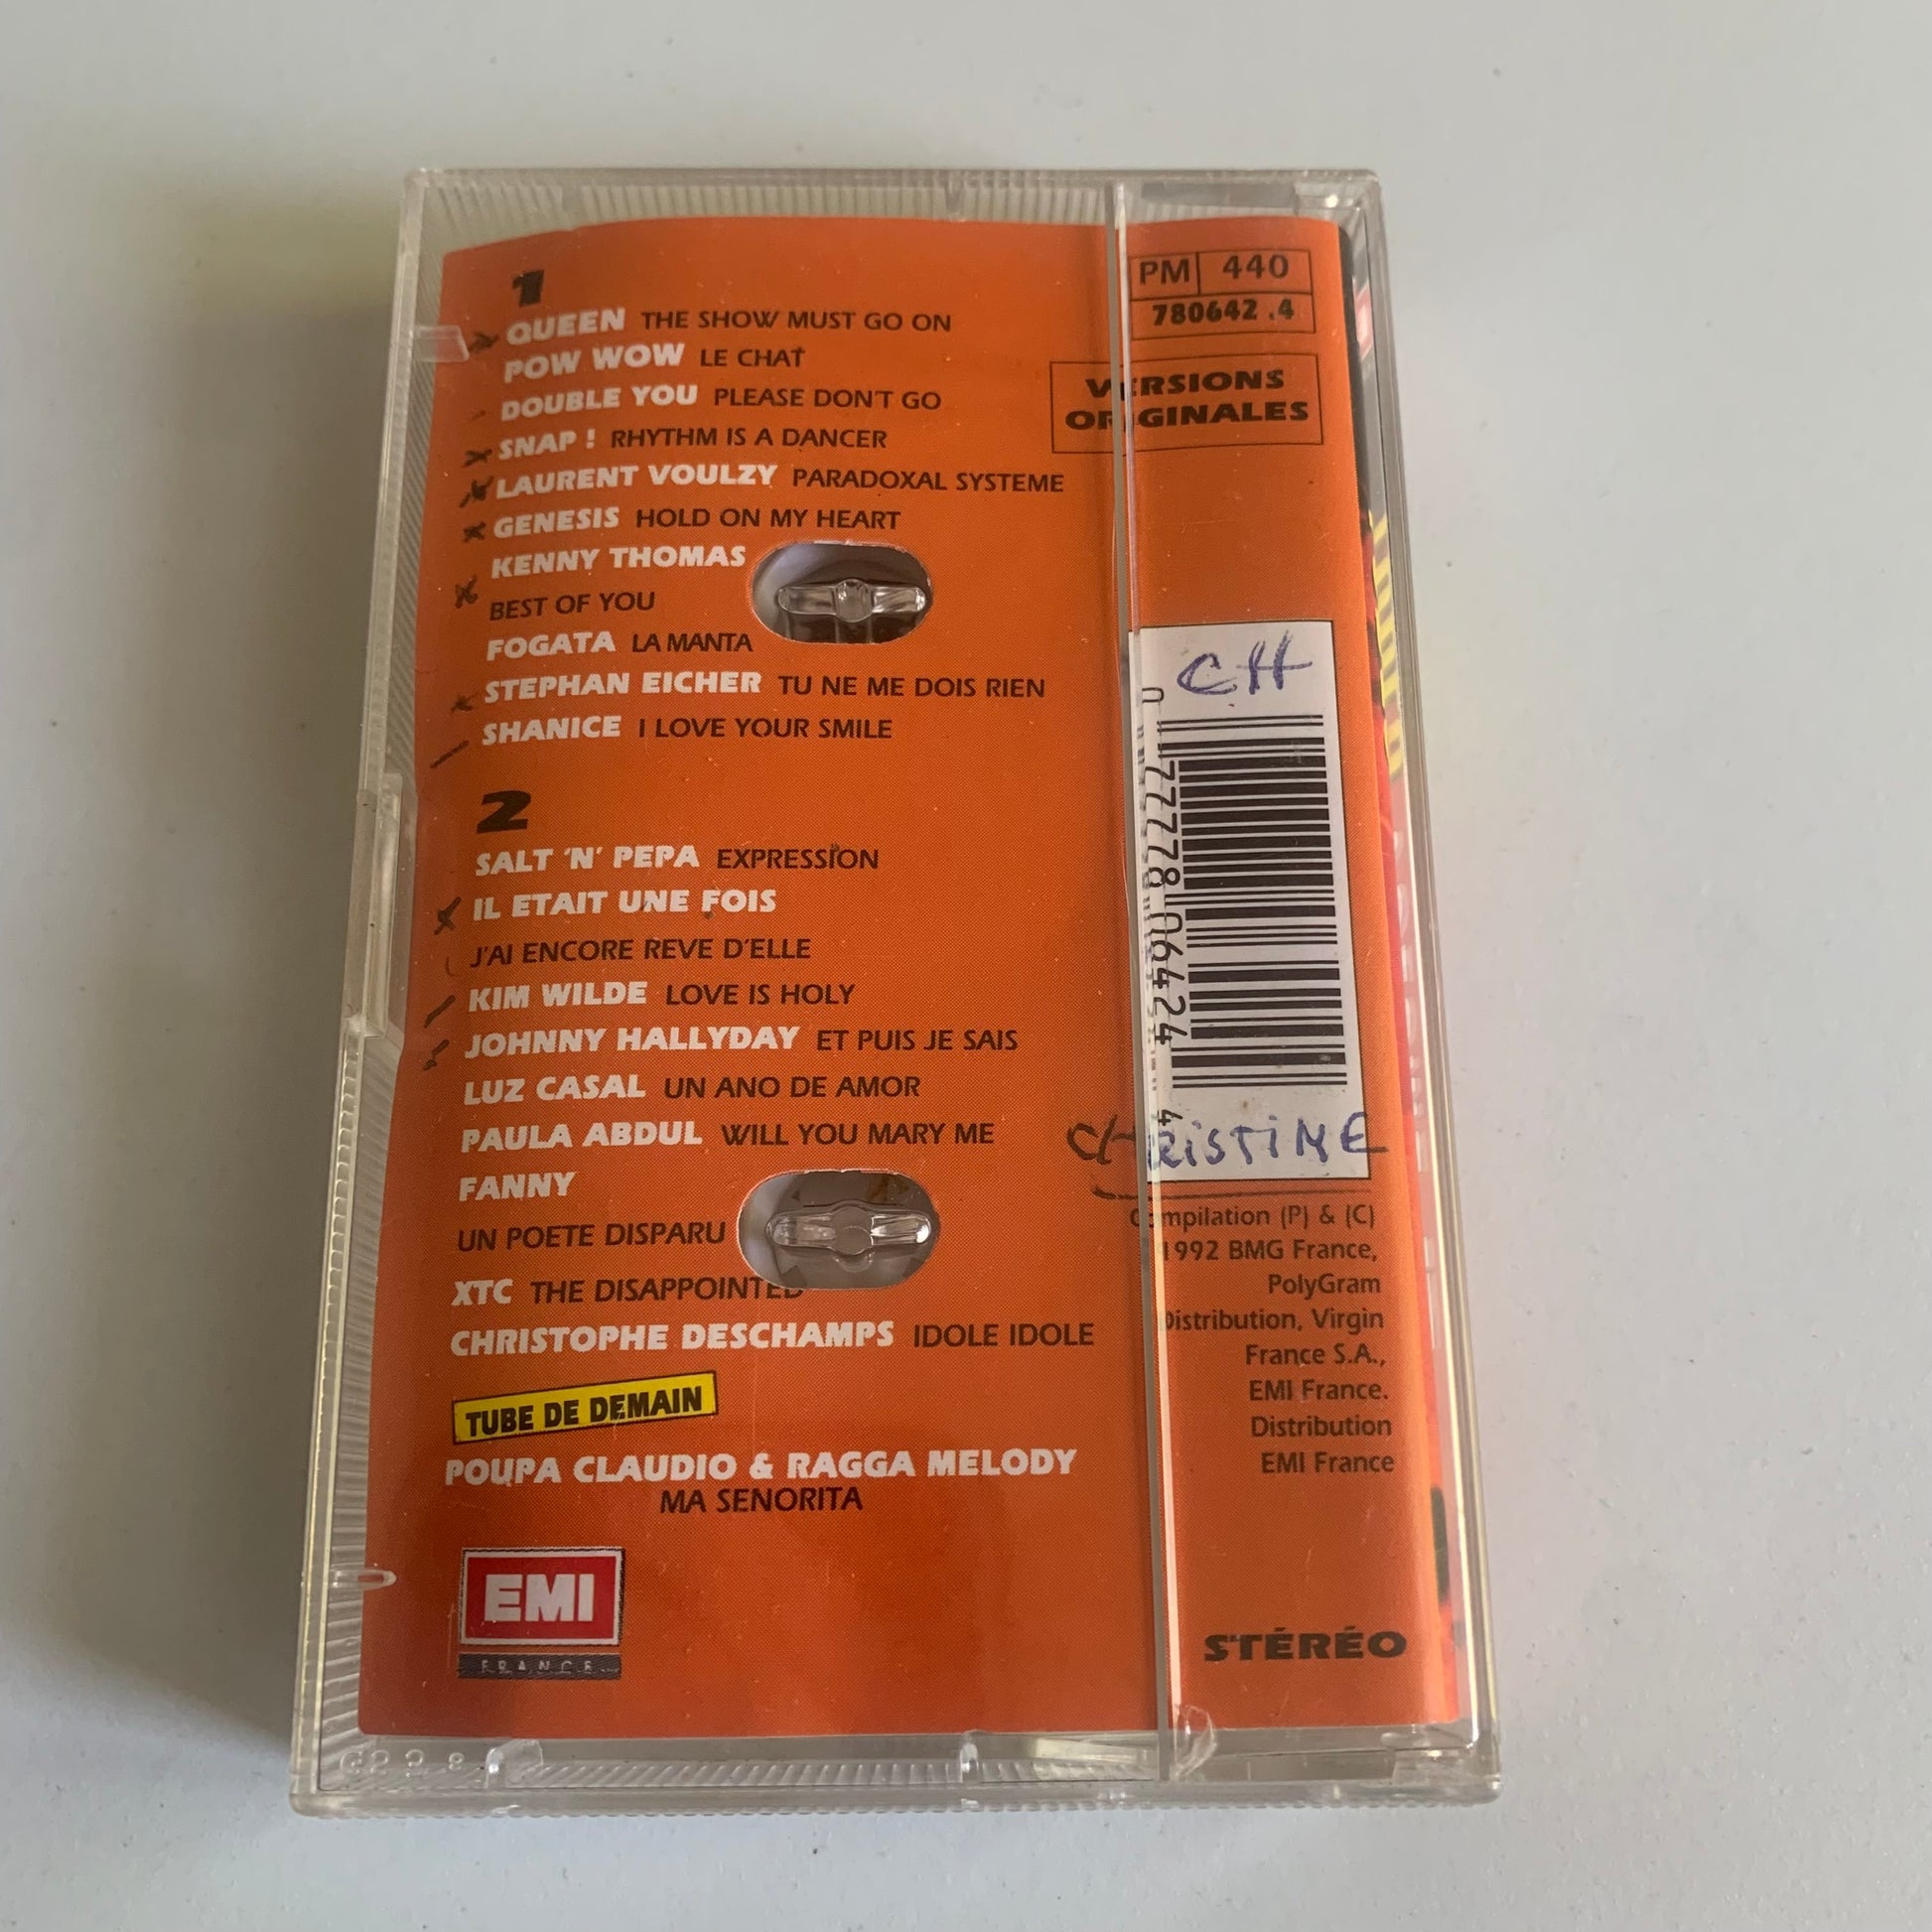 1
QUEEN THE SHOW MUST GO ON
POW WOW LE CHAT
DOUBLE YOU PLEASE DON'T GO
SNAP ! RHYTHM IS A DANCER
LAURENT VOULZY PARADOXAL SYSTEME
GENESIS HOLD ON MY HEART
KENNY THOMAS
BEST OF YOU
FOGATA LA MANTA
STEPHAN EICHER TU NE ME DOIS RIEN
SHANICE I LOVE YOUR SMILE
2
SALT 'N' PEPA EXPRESSION
IL ETAIT UNE FOIS
J'AI ENCORE REVE D'ELLE
KIM WILDE LOVE IS HOLY
JOHNNY HALLYDAY ET PUIS JE SAIS
LUZ CASAL UN ANO DE AMOR
PAULA ABDUL WILL YOU MARY ME
FANNY
UN POETE DISPARU
XTC THE DISAPPOINTED
CHRISTOPHE DESCHAMPS IDOLE IDOLE
TUBE DE DEMAIN
POUPA CLAUDIO & RAGGA MELODY
MA SENORITA
EMI
FRANCE
PM 440
780642 .4
VERSIONS
ORIGINALES
CH
0 77778 06424 4
CHRISTINE
Compilation (P) & (C)
1992 BMG France,
PolyGram
Distribution, Virgin
France S.A.,
EMI France.
Distribution
EMI France
STÉRÉO